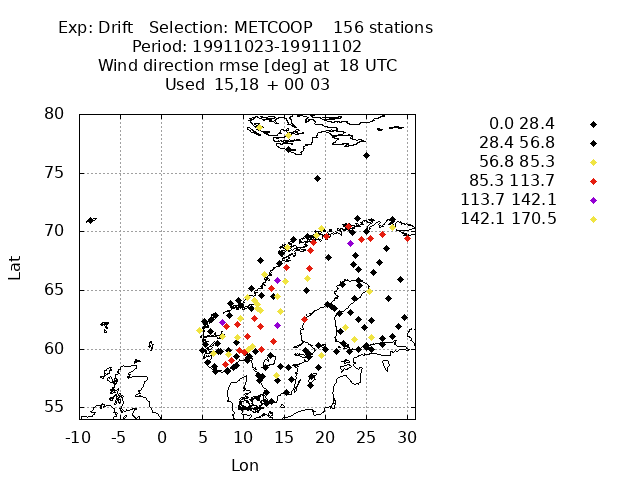 Exp: Drift Selection: METCOOP 156 stations
Period: 19911023-19911102
Wind direction rmse [deg] at 18 UTC
Used 15,18 + 00 03
0.0 28.4
28.4 56.8
56.8 85.3
85.3 113.7
113.7 142.1
142.1 170.5
80
75
70
65
60
55
Lat
-10 -5 0 5 10 15 20 25 30
Lon